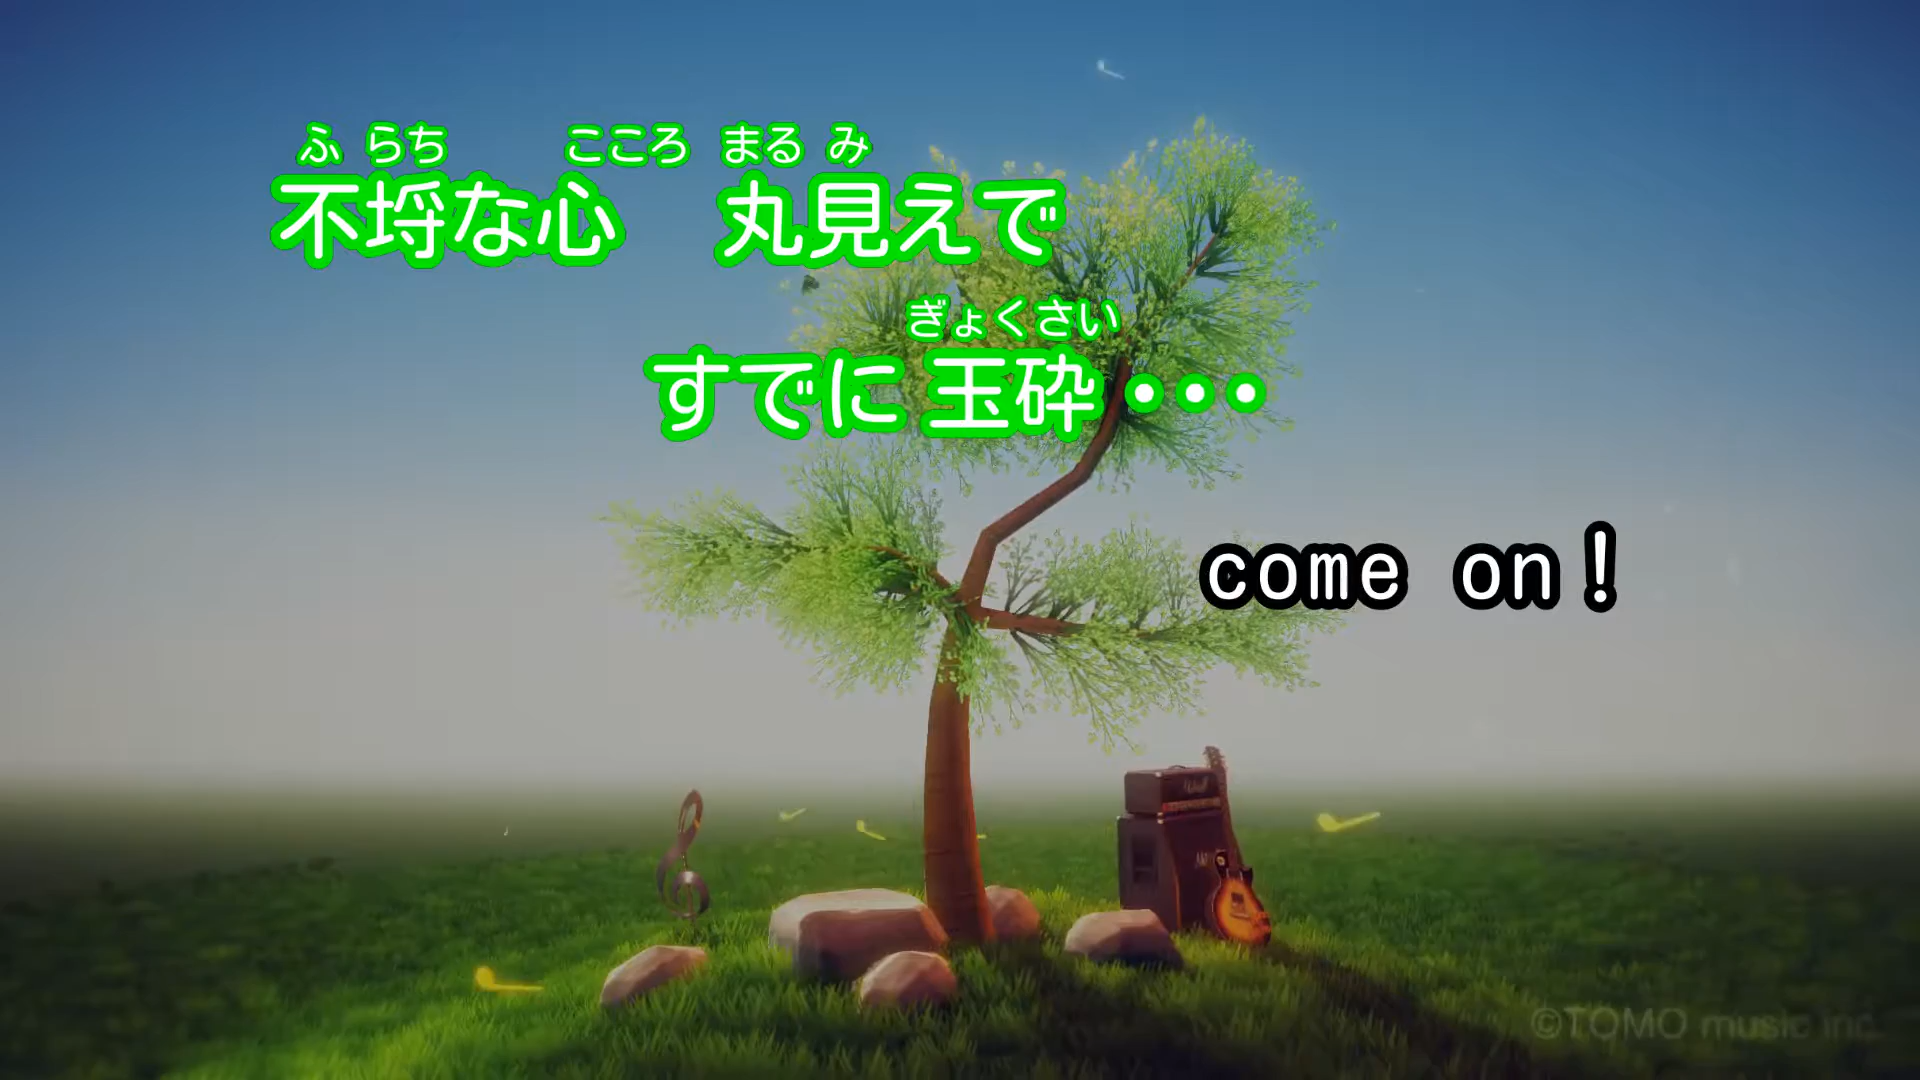 ふ らち こころ まる み
不埒な心 丸見えで
ぎょくさい
すでに 玉砕・・・
come on！
©TOMO music inc.